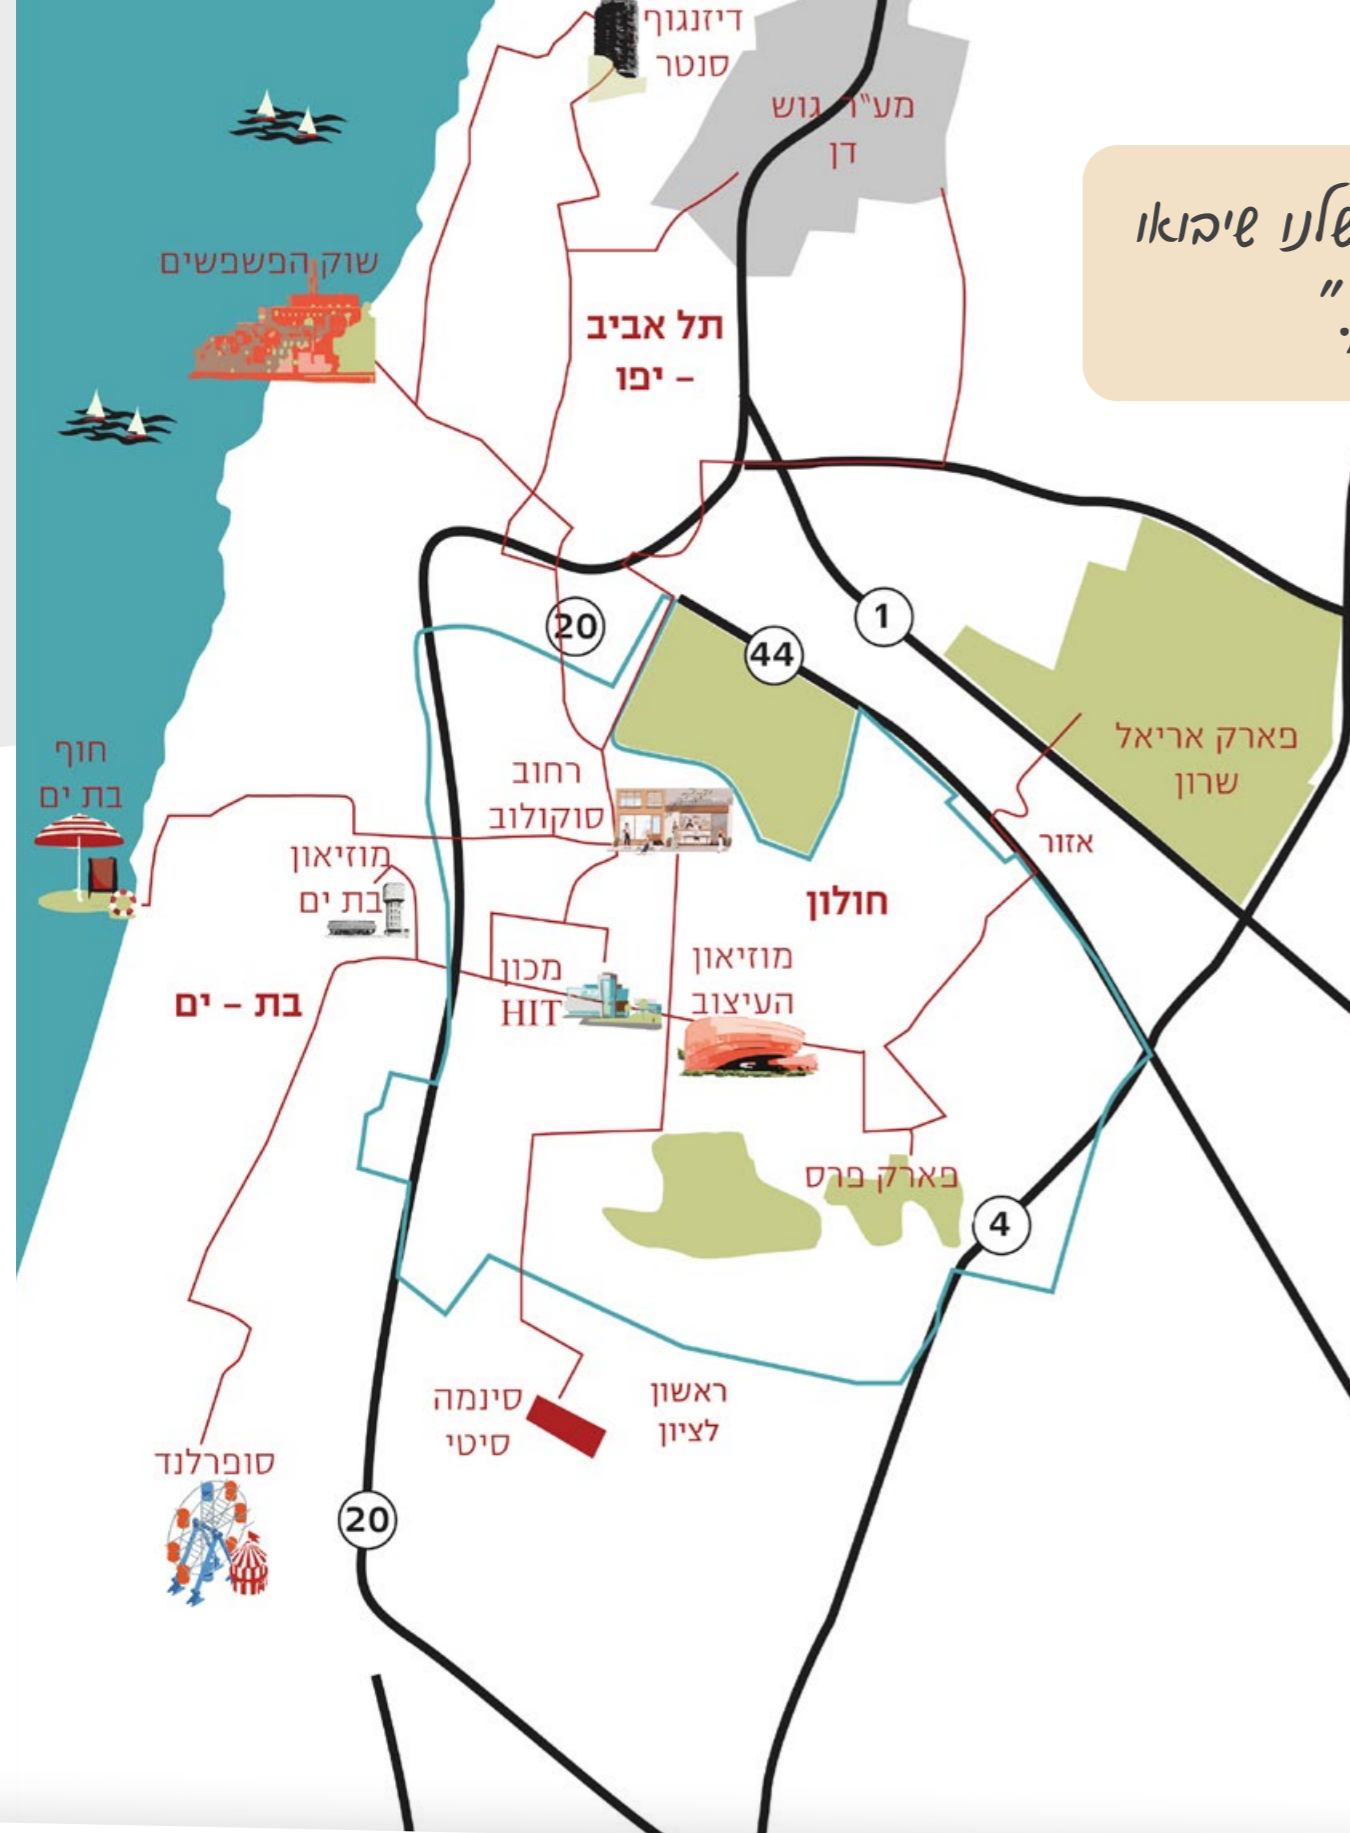 דיזנגוף
סנטר
מע"ר גוש
דן
שלנו שיבואו
"
שוק הפשפשים
תל אביב
– יפו
20
1
44
פארק אריאל
שרון
חוף
בת ים
רחוב
סוקולוב
אזור
מוזיאון
בת ים
חולון
מוזיאון
העיצוב
מכון
HIT
בת – ים
פארק פרס
4
סינמה
סיטי
ראשון
לציון
סופרלנד
20